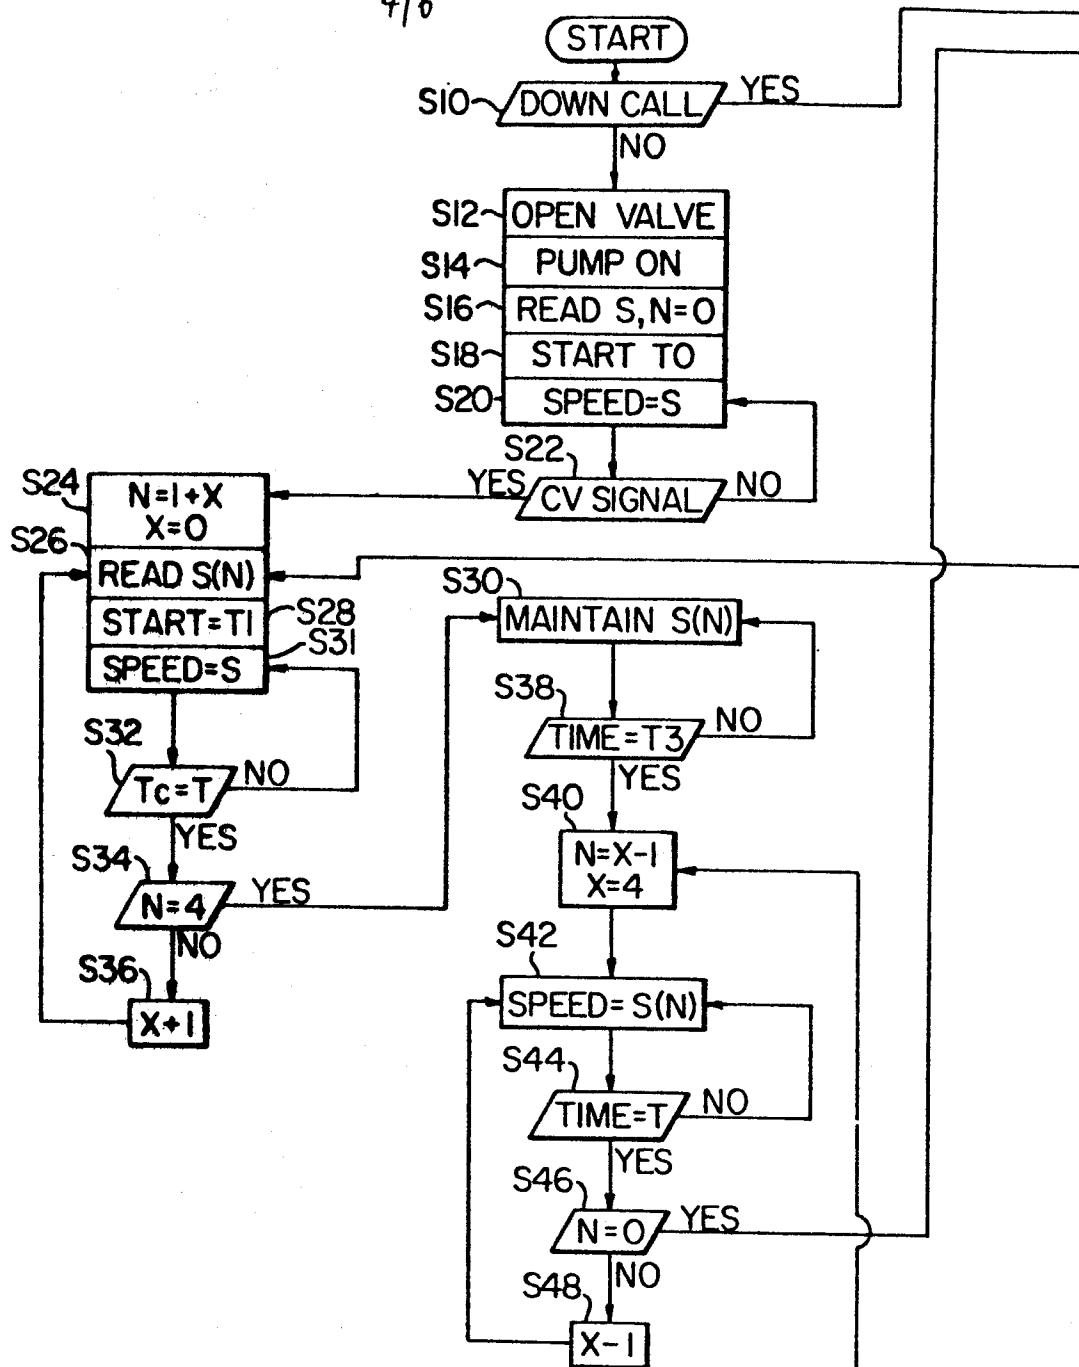 4/6
START
S10 DOWN CALL YES
NO
S12 OPEN VALVE
S14 PUMP ON
S16 READ S, N=0
S18 START TO
S20 SPEED=S
S22
CV SIGNAL
YES
NO
S24
N=1+X
X=0
S26
READ S(N)
START=T1
S28
S31
SPEED=S
S32
Tc=T
NO
YES
S34
N=4
YES
NO
S36
X+1
S30
MAINTAIN S(N)
S38
TIME=T3
NO
YES
S40
N=X-1
X=4
S42
SPEED=S(N)
S44
TIME=T
NO
YES
S46
N=0
YES
NO
S48
X-1